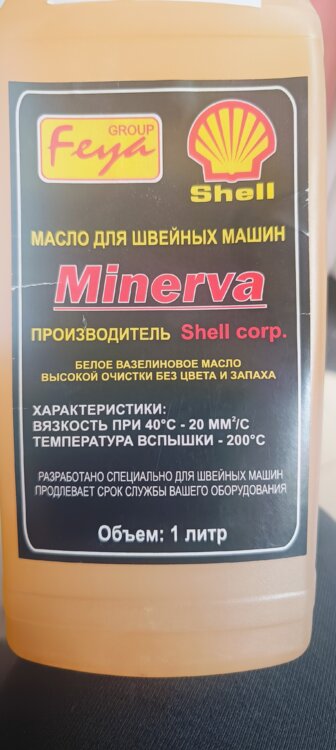 GROUP
Feya
Shell
МАСЛО ДЛЯ ШВЕЙНЫХ МАШИН
Minerva
ПРОИЗВОДИТЕЛЬ Shell corp.
БЕЛОЕ ВАЗЕЛИНОВОЕ МАСЛО
ВЫСОКОЙ ОЧИСТКИ БЕЗ ЦВЕТА И ЗАПАХА
ХАРАКТЕРИСТИКИ:
ВЯЗКОСТЬ ПРИ 40°С - 20 ММ²/С
ТЕМПЕРАТУРА ВСПЫШКИ - 200°С
РАЗРАБОТАНО СПЕЦИАЛЬНО ДЛЯ ШВЕЙНЫХ МАШИН
ПРОДЛЕВАЕТ СРОК СЛУЖБЫ ВАШЕГО ОБОРУДОВАНИЯ
Объем: 1 литр